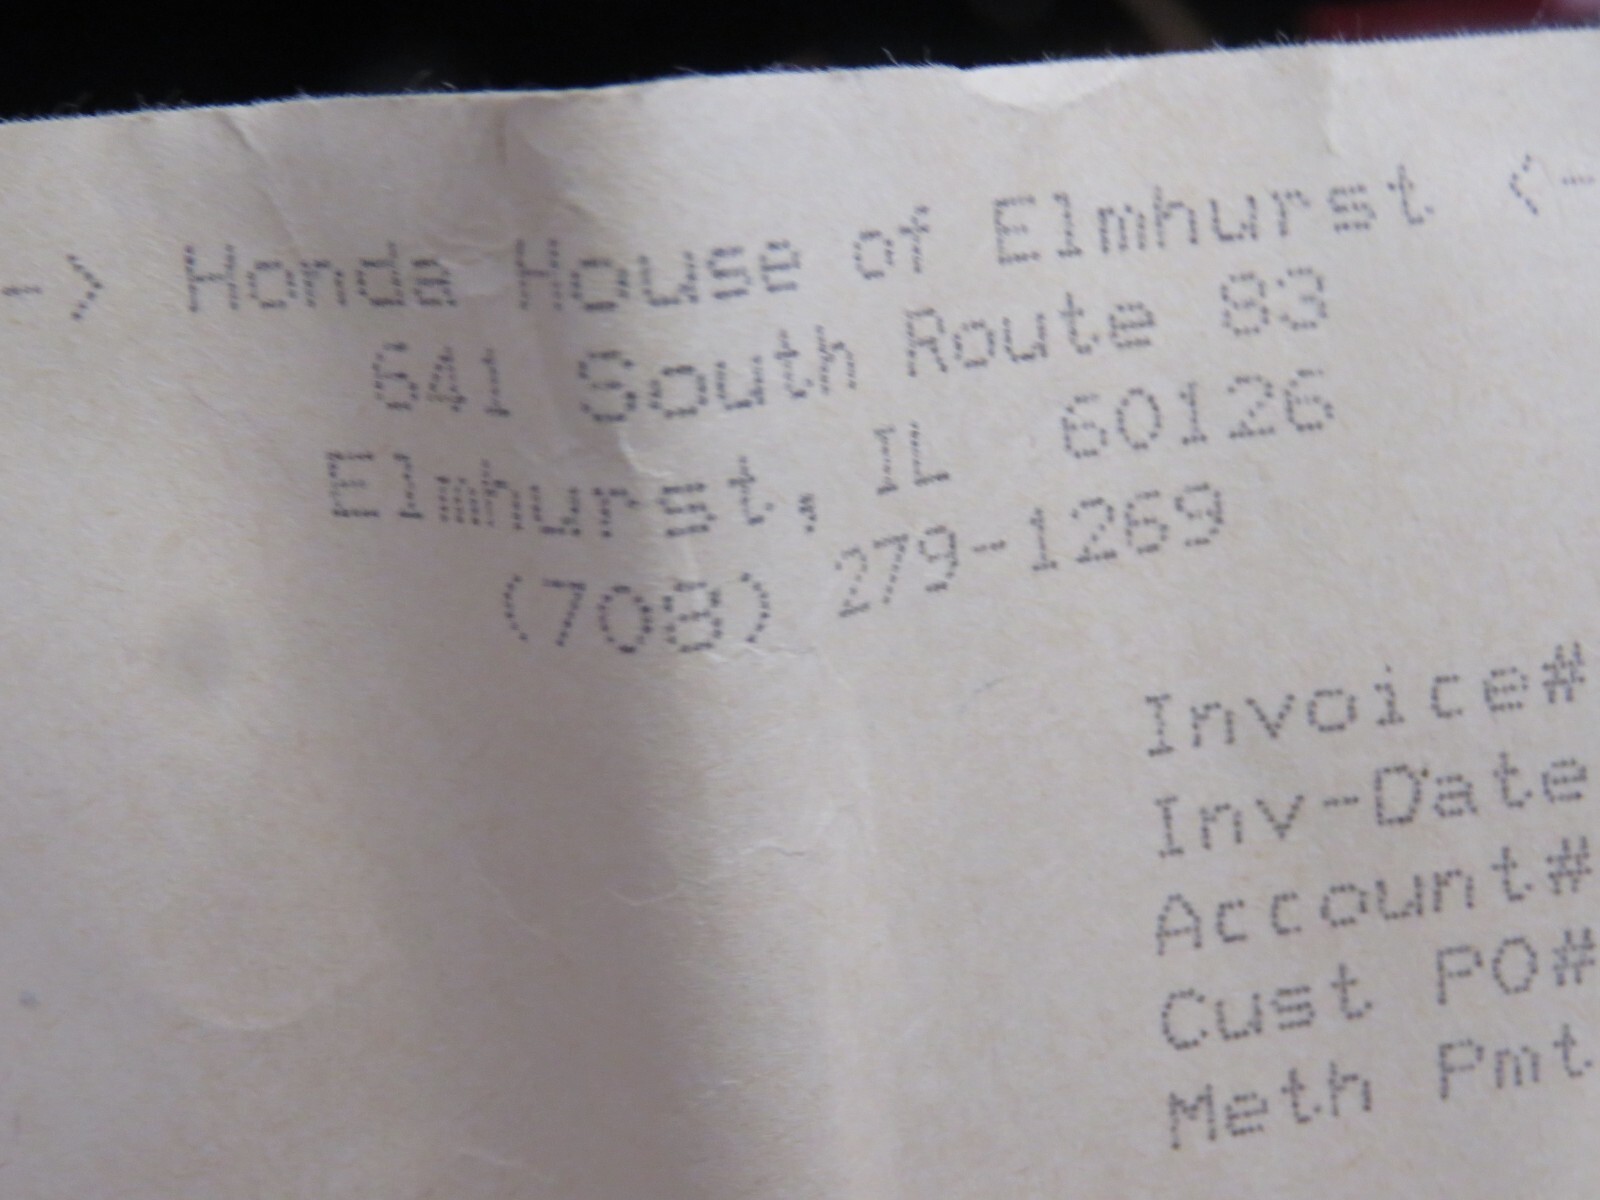 -> Honda House of Elmhurst <-
641 South Route 83
Elmhurst, IL 60126
(708) 279-1269
Invoice#
Inv-Date
Account#
Cust PO#
Meth Pmt